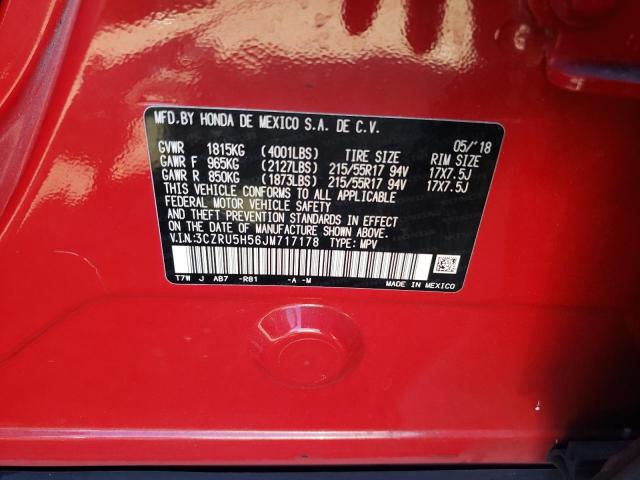 MFD.BY HONDA DE MEXICO S.A. DE C.V.
05/'18
GVWR 1815KG (4001LBS) TIRE SIZE RIM SIZE
GAWR F 965KG (2127LBS) 215/55R17 94V 17X7.5J
GAWR R 850KG (1873LBS) 215/55R17 94V 17X7.5J
THIS VEHICLE CONFORMS TO ALL APPLICABLE
FEDERAL MOTOR VEHICLE SAFETY
AND THEFT PREVENTION STANDARDS IN EFFECT
ON THE DATE OF MANUFACTURE SHOWN ABOVE.
V.I.N:3CZRU5H56JM717178 TYPE: MPV
T7W J AB7 -R81 -A -M MADE IN MEXICO